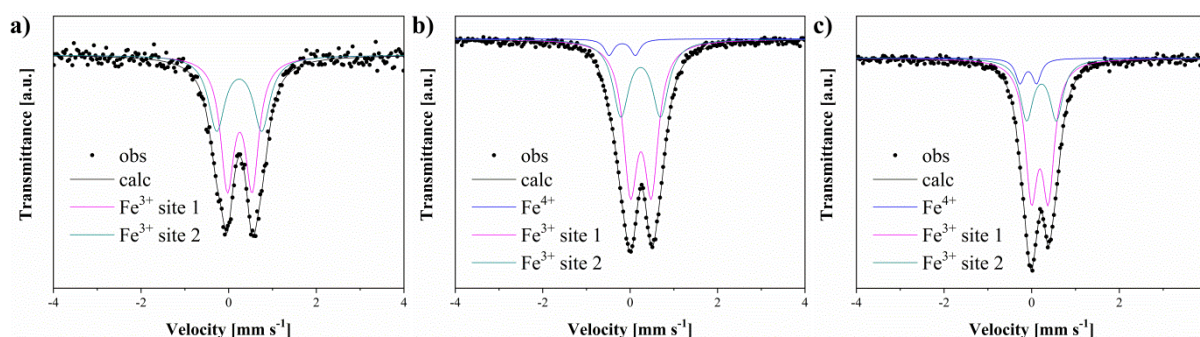 a)
Transmittance [a.u.]
obs
calc
Fe³⁺ site 1
Fe³⁺ site 2
-4 -2 0 2 4
Velocity [mm s⁻¹]
b)
Transmittance [a.u.]
obs
calc
Fe⁴⁺
Fe³⁺ site 1
Fe³⁺ site 2
-4 -2 0 2 4
Velocity [mm s⁻¹]
c)
Transmittance [a.u.]
obs
calc
Fe⁴⁺
Fe³⁺ site 1
Fe³⁺ site 2
-4 -2 0 2
Velocity [mm s⁻¹]